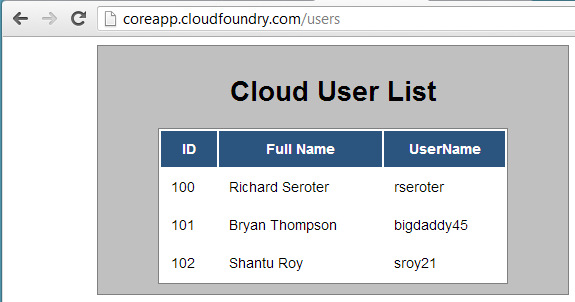 coreapp.cloudfoundry.com/users
Cloud User List
ID Full Name UserName
100 Richard Seroter rseroter
101 Bryan Thompson bigdaddy45
102 Shantu Roy sroy21